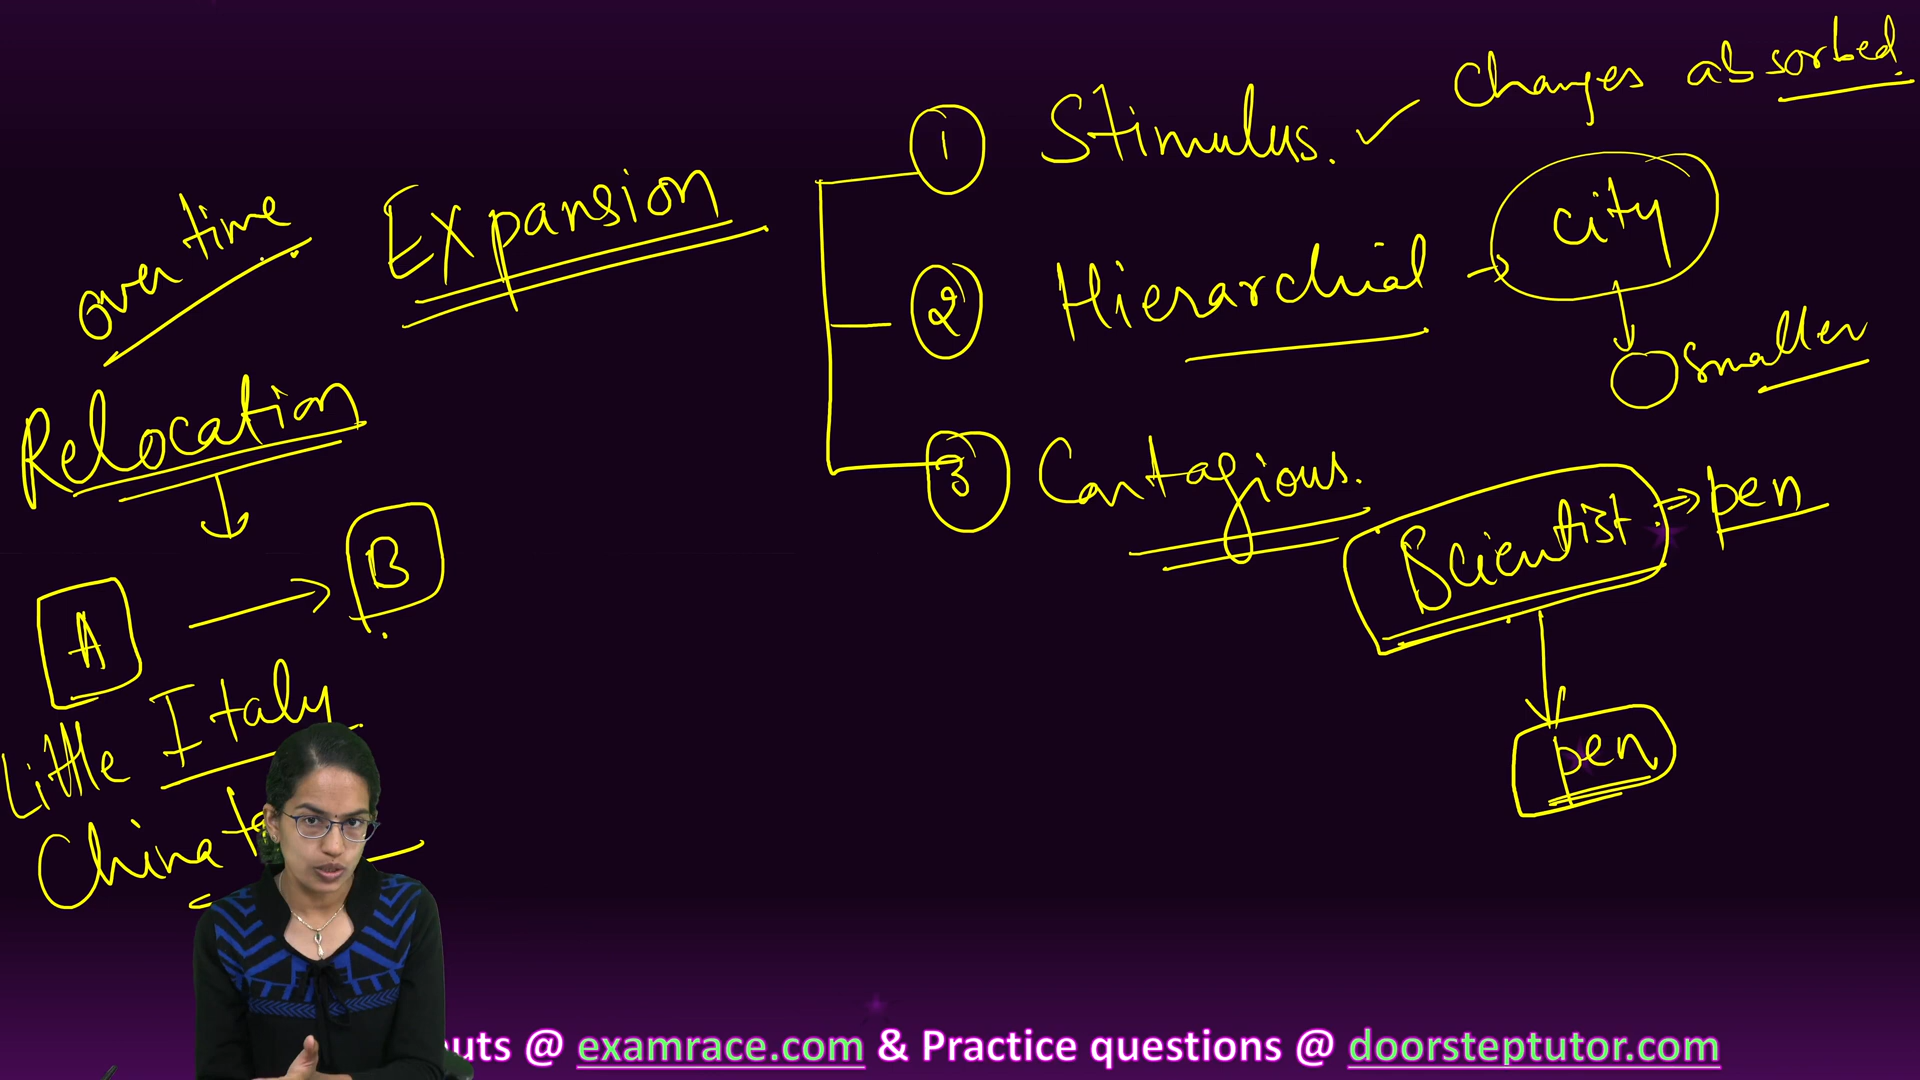 over time
Expansion
1 Stimulus. ✓ Changes absorbed.
2 Hierarchial → city
smaller
3 Contagious.
Scientist → pen
pen
Relocation
A → B
Little Italy
China
@ examrace.com & Practice questions @ doorsteptutor.com